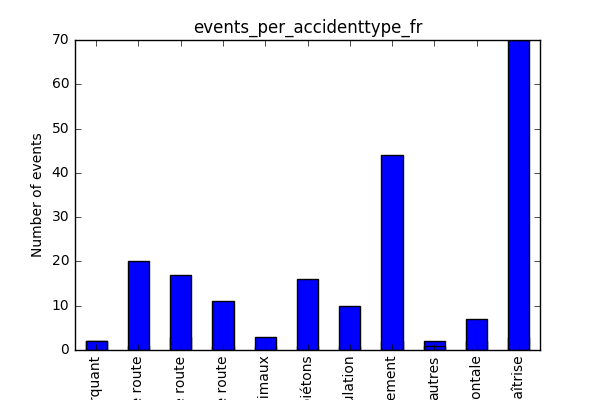 events_per_accidenttype_fr
Number of events
70
60
50
40
30
20
10
0
rquant
route
route
route
imaux
iétons
ulation
ement
autres
ontale
aîtrise